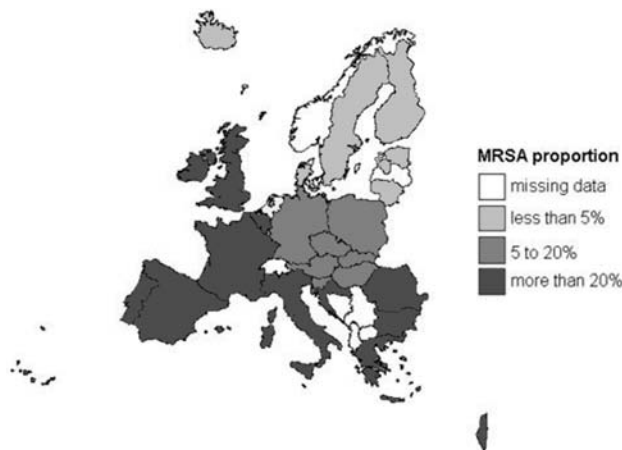 MRSA proportion
missing data
less than 5%
5 to 20%
more than 20%